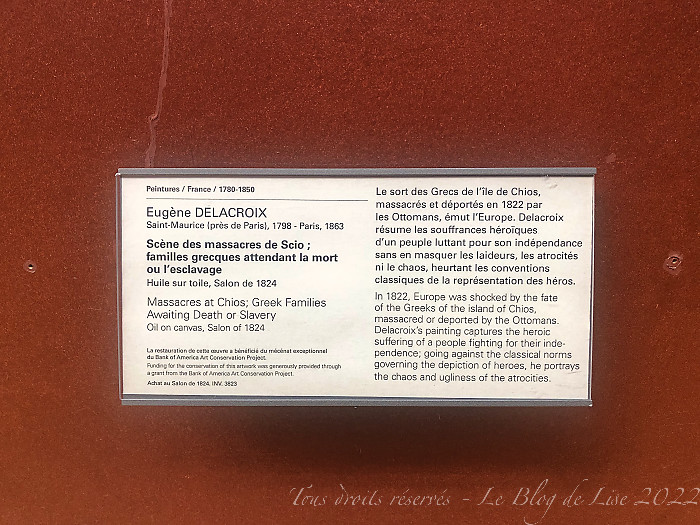 Peintures / France / 1780-1850
Eugène DELACROIX
Saint-Maurice (près de Paris), 1798 - Paris, 1863
Scène des massacres de Scio ;
familles grecques attendant la mort
ou l'esclavage
Huile sur toile, Salon de 1824
Massacres at Chios; Greek Families
Awaiting Death or Slavery
Oil on canvas, Salon of 1824
La restauration de cette œuvre a bénéficié du mécénat exceptionnel
du Bank of America Art Conservation Project.
Funding for the conservation of this artwork was generously provided through
a grant from the Bank of America Art Conservation Project.
Achat au Salon de 1824, INV. 3823
Le sort des Grecs de l'île de Chios,
massacrés et déportés en 1822 par
les Ottomans, émut l'Europe. Delacroix
résume les souffrances héroïques
d'un peuple luttant pour son indépendance
sans en masquer les laideurs, les atrocités
ni le chaos, heurtant les conventions
classiques de la représentation des héros.
In 1822, Europe was shocked by the fate
of the Greeks of the island of Chios,
massacred or deported by the Ottomans.
Delacroix's painting captures the heroic
suffering of a people fighting for their inde-
pendence; going against the classical norms
governing the depiction of heroes, he portrays
the chaos and ugliness of the atrocities.
Tous droits réservés - Le Blog de Lise 2023